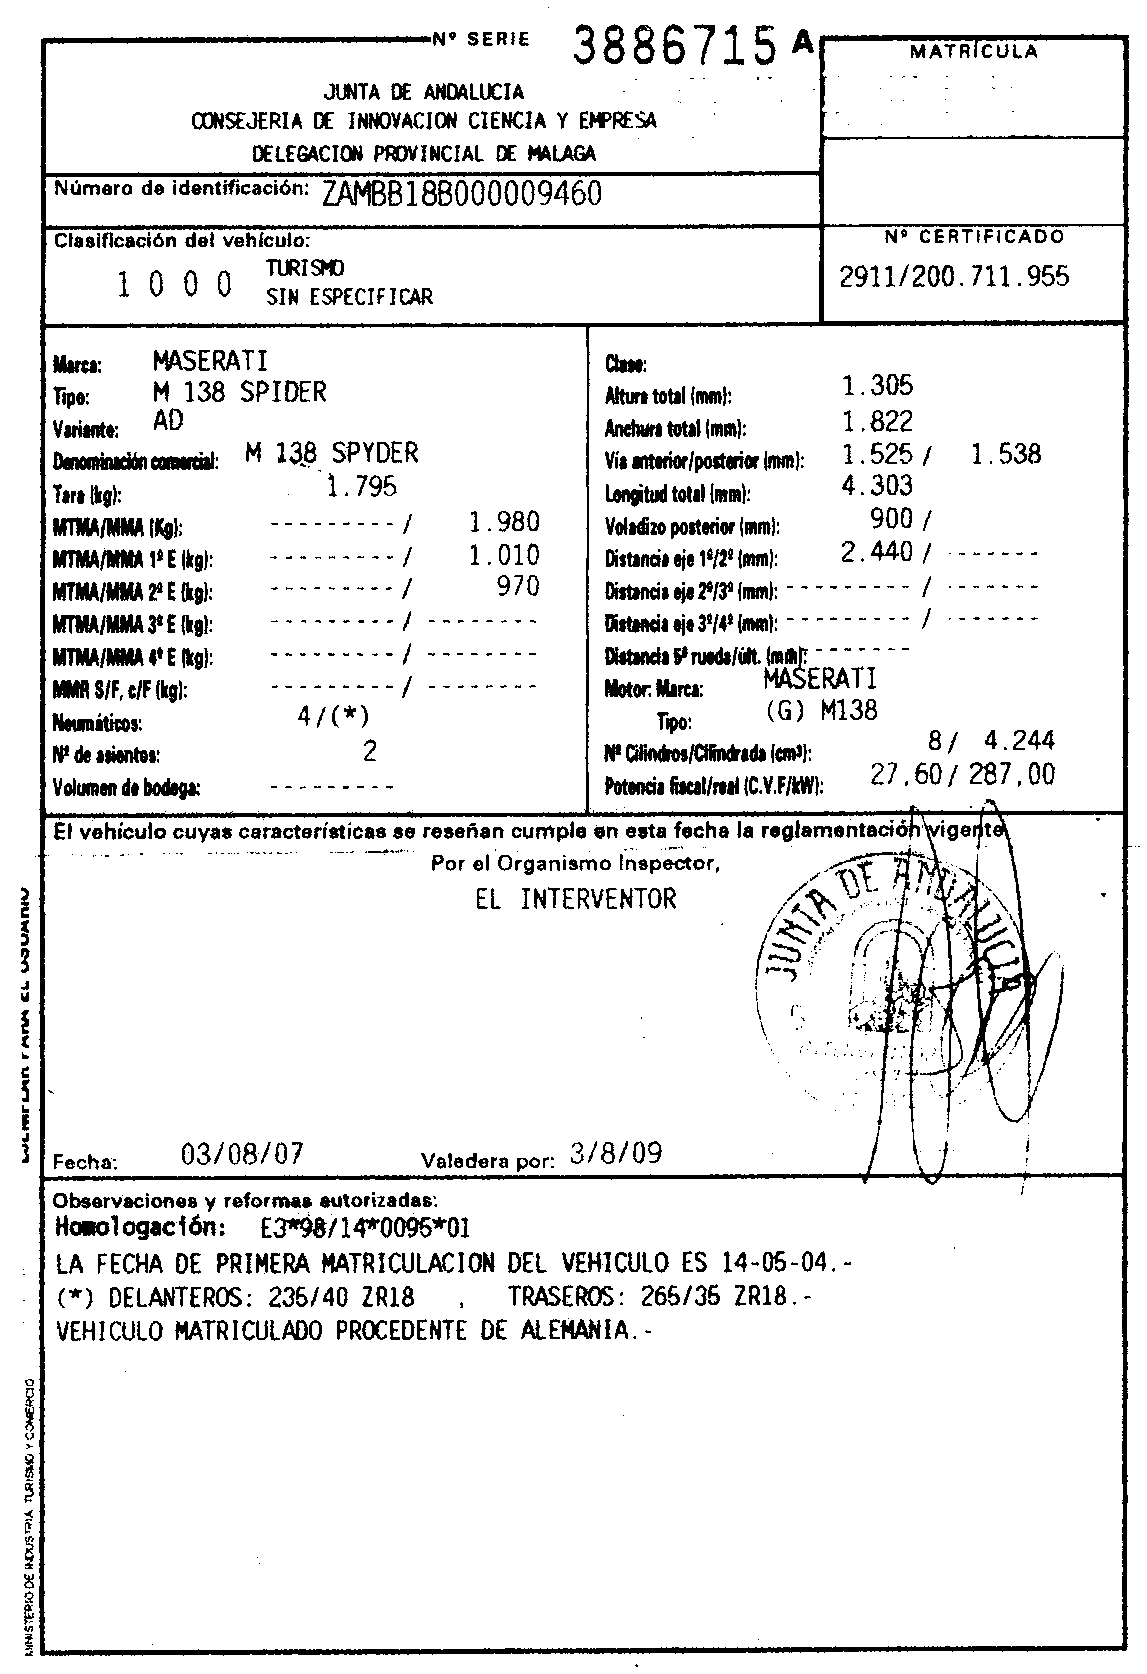 Nº SERIE 3886715 A
MATRÍCULA
JUNTA DE ANDALUCIA
CONSEJERIA DE INNOVACION CIENCIA Y EMPRESA
DELEGACION PROVINCIAL DE MALAGA
Número de identificación: ZAMBB18B000009460
Clasificación del vehículo:
1 0 0 0 TURISMO
SIN ESPECIFICAR
Nº CERTIFICADO
2911/200.711.955
Marca: MASERATI
Tipo: M 138 SPIDER
Variante: AD
Denominación comercial: M 138 SPYDER
Tara (kg): 1.795
MTMA/MMA (Kg): --------- / 1.980
MTMA/MMA 1º E (kg): --------- / 1.010
MTMA/MMA 2º E (kg): --------- / 970
MTMA/MMA 3º E (kg): --------- / --------
MTMA/MMA 4º E (kg): --------- / --------
MMR S/F, c/F (kg): --------- / --------
Neumáticos: 4/(*)
Nº de asientos: 2
Volumen de bodega: ---------
Clase:
Altura total (mm): 1.305
Anchura total (mm): 1.822
Vía anterior/posterior (mm): 1.525 / 1.538
Longitud total (mm): 4.303
Voladizo posterior (mm): 900 /
Distancia eje 1º/2º (mm): 2.440 / -------
Distancia eje 2º/3º (mm): --------- / -------
Distancia eje 3º/4º (mm): --------- / -------
Distancia 5ª rueda/últ. (mm): -------
Motor: Marca: MASERATI
Tipo: (G) M138
Nº Cilindros/Cilindrada (cm³): 8/ 4.244
Potencia fiscal/real (C.V.F/kW): 27,60/ 287,00
El vehículo cuyas características se reseñan cumple en esta fecha la reglamentación vigente
Por el Organismo Inspector,
EL INTERVENTOR
JUNTA DE ANDALUCIA
Fecha: 03/08/07 Valedera por: 3/8/09
Observaciones y reformas autorizadas:
Homologación: E3*98/14*0095*01
LA FECHA DE PRIMERA MATRICULACION DEL VEHICULO ES 14-05-04.-
(*) DELANTEROS: 235/40 ZR18 , TRASEROS: 265/35 ZR18.-
VEHICULO MATRICULADO PROCEDENTE DE ALEMANIA.-
EJEMPLAR PARA EL USUARIO
MINISTERIO DE INDUSTRIA, TURISMO Y COMERCIO